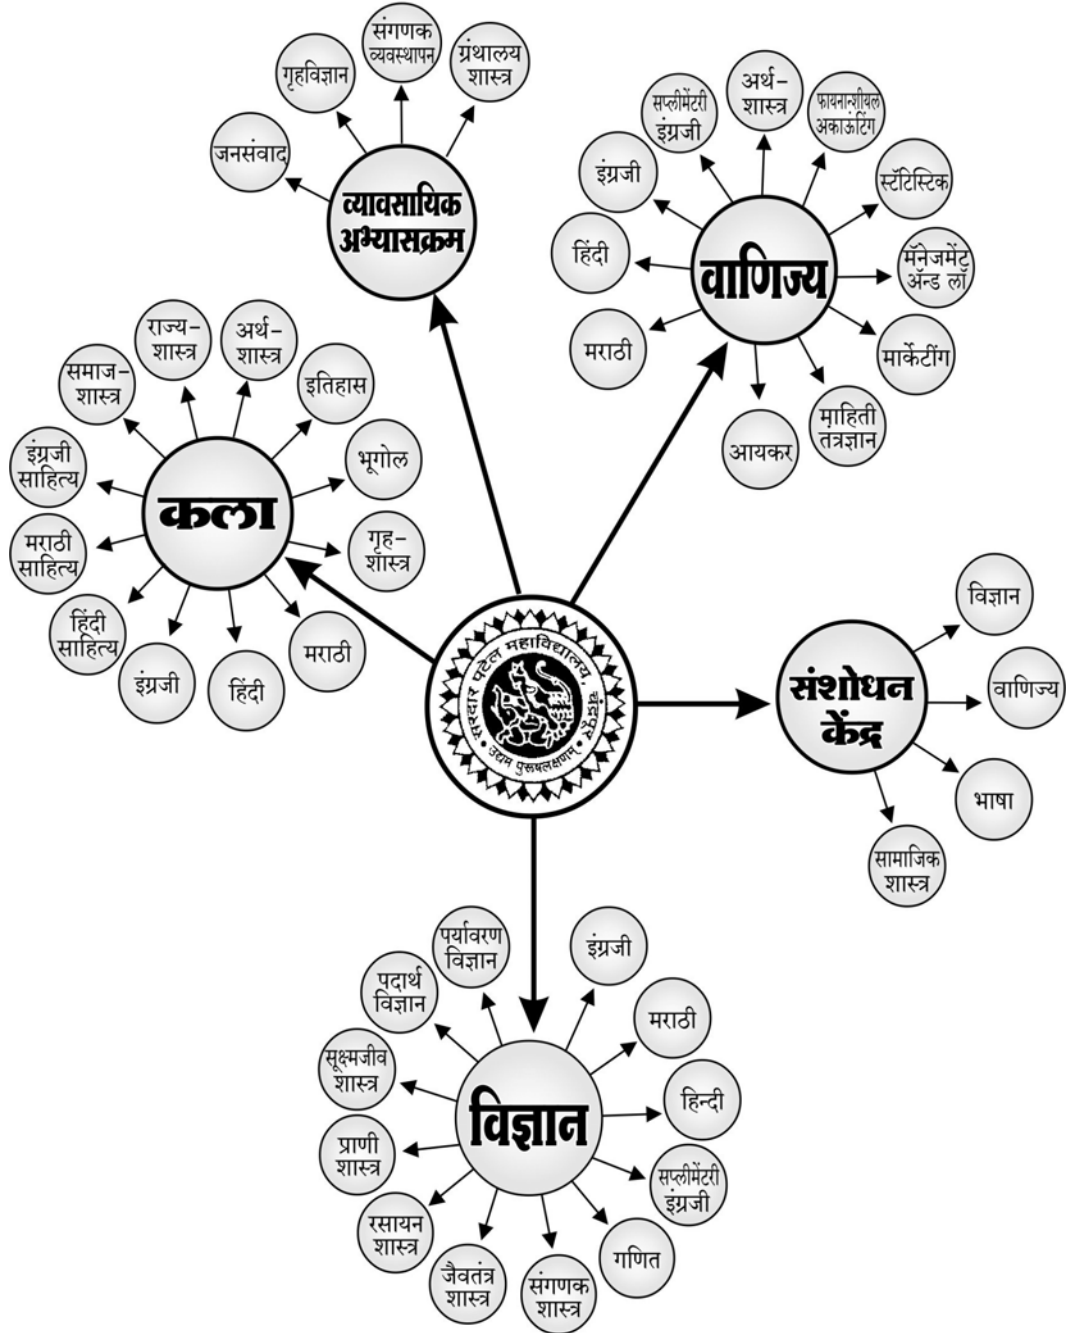 संगणक
व्यवस्थापन
ग्रंथालय
शास्त्र
गृहविज्ञान
जनसंवाद
व्यावसायिक
अभ्यासक्रम
अर्थ-
शास्त्र
सप्लीमेंटरी
इंग्रजी
फायनान्शीयल
अकाऊंटिंग
इंग्रजी
स्टॅटिस्टिक
हिंदी
मॅनेजमेंट
ॲन्ड लॉ
वाणिज्य
मराठी
मार्केटींग
आयकर
माहिती
तंत्रज्ञान
राज्य-
शास्त्र
अर्थ-
शास्त्र
समाज-
शास्त्र
इतिहास
इंग्रजी
साहित्य
भूगोल
कला
मराठी
साहित्य
गृह-
शास्त्र
हिंदी
साहित्य
मराठी
इंग्रजी
हिंदी
सरदार पटेल महाविद्यालय, चंद्रपूर
उद्यम पुरूषलक्षणम्
संशोधन
केंद्र
विज्ञान
वाणिज्य
भाषा
सामाजिक
शास्त्र
पर्यावरण
विज्ञान
इंग्रजी
पदार्थ
विज्ञान
मराठी
सूक्ष्मजीव
शास्त्र
हिन्दी
विज्ञान
प्राणी
शास्त्र
सप्लीमेंटरी
इंग्रजी
रसायन
शास्त्र
गणित
जैवतंत्र
शास्त्र
संगणक
शास्त्र